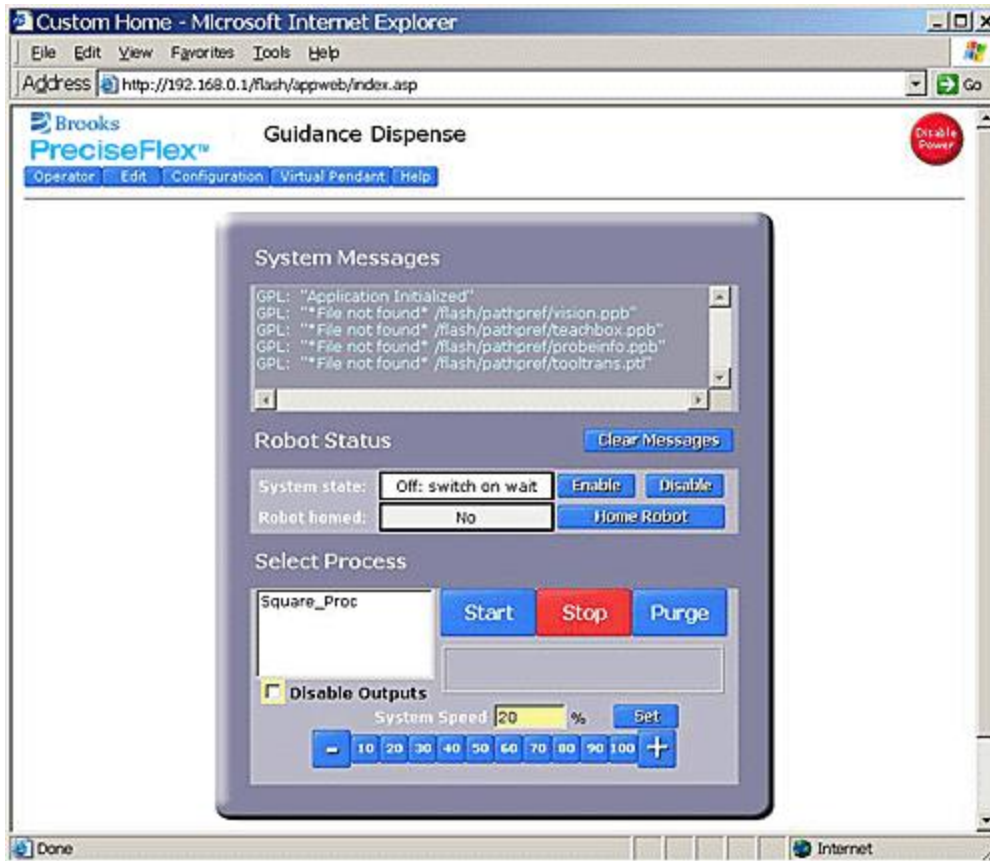 Custom Home - Microsoft Internet Explorer
File Edit View Favorites Tools Help
Address http://192.168.0.1/flash/appweb/index.asp Go
Brooks
PreciseFlex™
Guidance Dispense
Disable Power
Operator Edit Configuration Virtual Pendant Help
System Messages
GPL: "Application Initialized"
GPL: "*File not found* /flash/pathpref/vision.ppb"
GPL: "*File not found* /flash/pathpref/teachbox.ppb"
GPL: "*File not found* /flash/pathpref/probeinfo.ppb"
GPL: "*File not found* /flash/pathpref/tooltrans.ptl"
Robot Status Clear Messages
System state: Off: switch on wait Enable Disable
Robot homed: No Home Robot
Select Process
Square_Proc
Start Stop Purge
Disable Outputs
System Speed 20 % Set
- 10 20 30 40 50 60 70 80 90 100 +
Done Internet